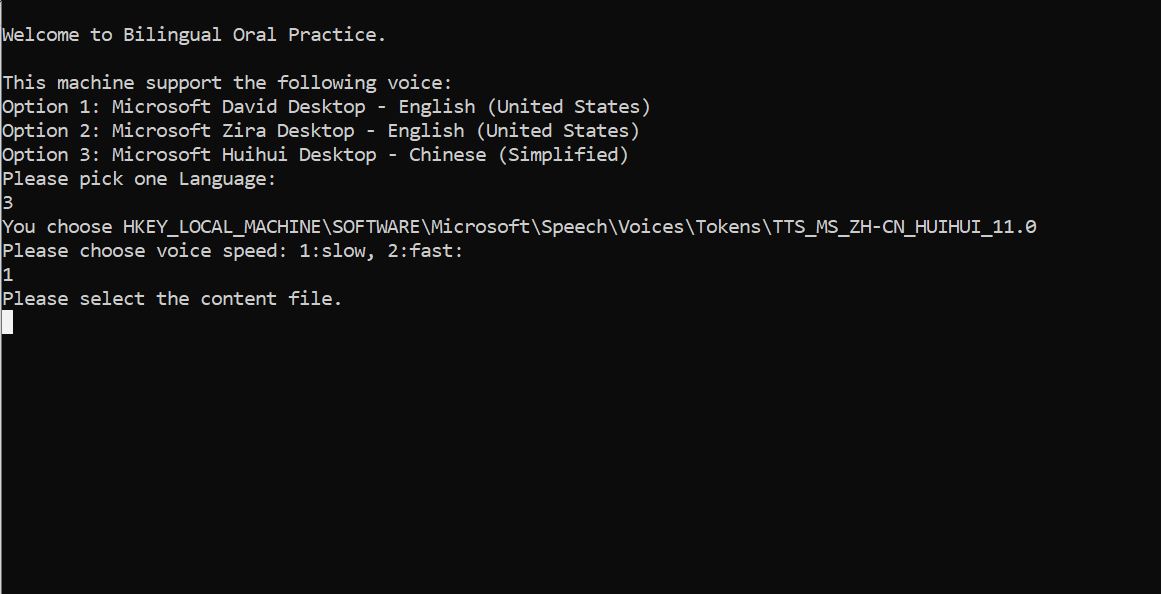 Welcome to Bilingual Oral Practice.
This machine support the following voice:
Option 1: Microsoft David Desktop - English (United States)
Option 2: Microsoft Zira Desktop - English (United States)
Option 3: Microsoft Huihui Desktop - Chinese (Simplified)
Please pick one Language:
3
You choose HKEY_LOCAL_MACHINE\SOFTWARE\Microsoft\Speech\Voices\Tokens\TTS_MS_ZH-CN_HUIHUI_11.0
Please choose voice speed: 1:slow, 2:fast:
1
Please select the content file.